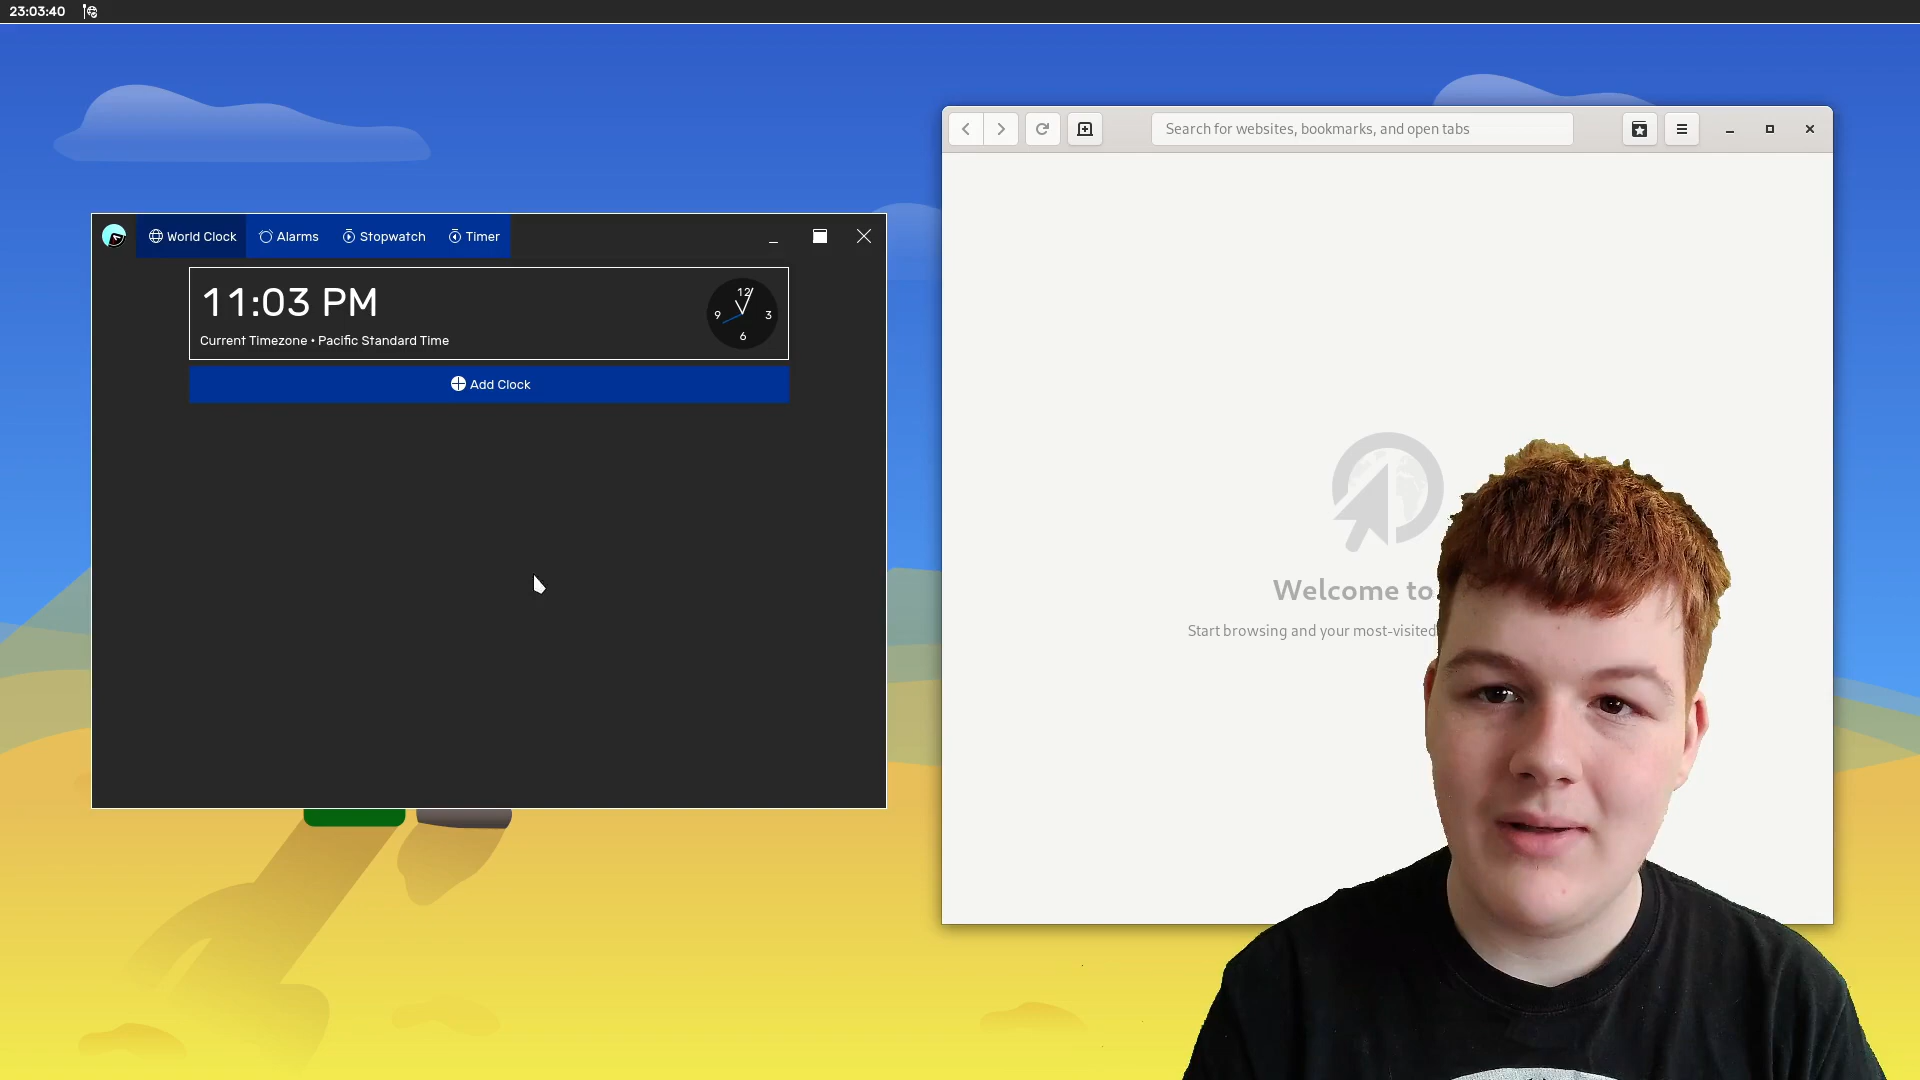 23:03:40
World Clock
Alarms
Stopwatch
Timer
11:03 PM
Current Timezone • Pacific Standard Time
12
9
3
6
Add Clock
Search for websites, bookmarks, and open tabs
Welcome to
Start browsing and your most-visited